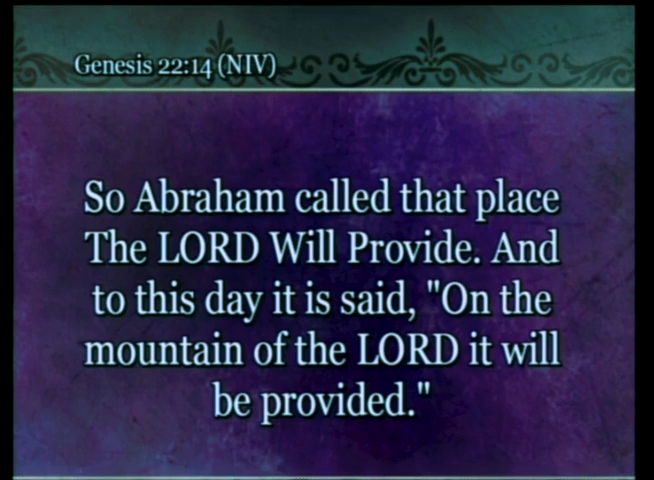 Genesis 22:14 (NIV)
So Abraham called that place
The LORD Will Provide. And
to this day it is said, "On the
mountain of the LORD it will
be provided."